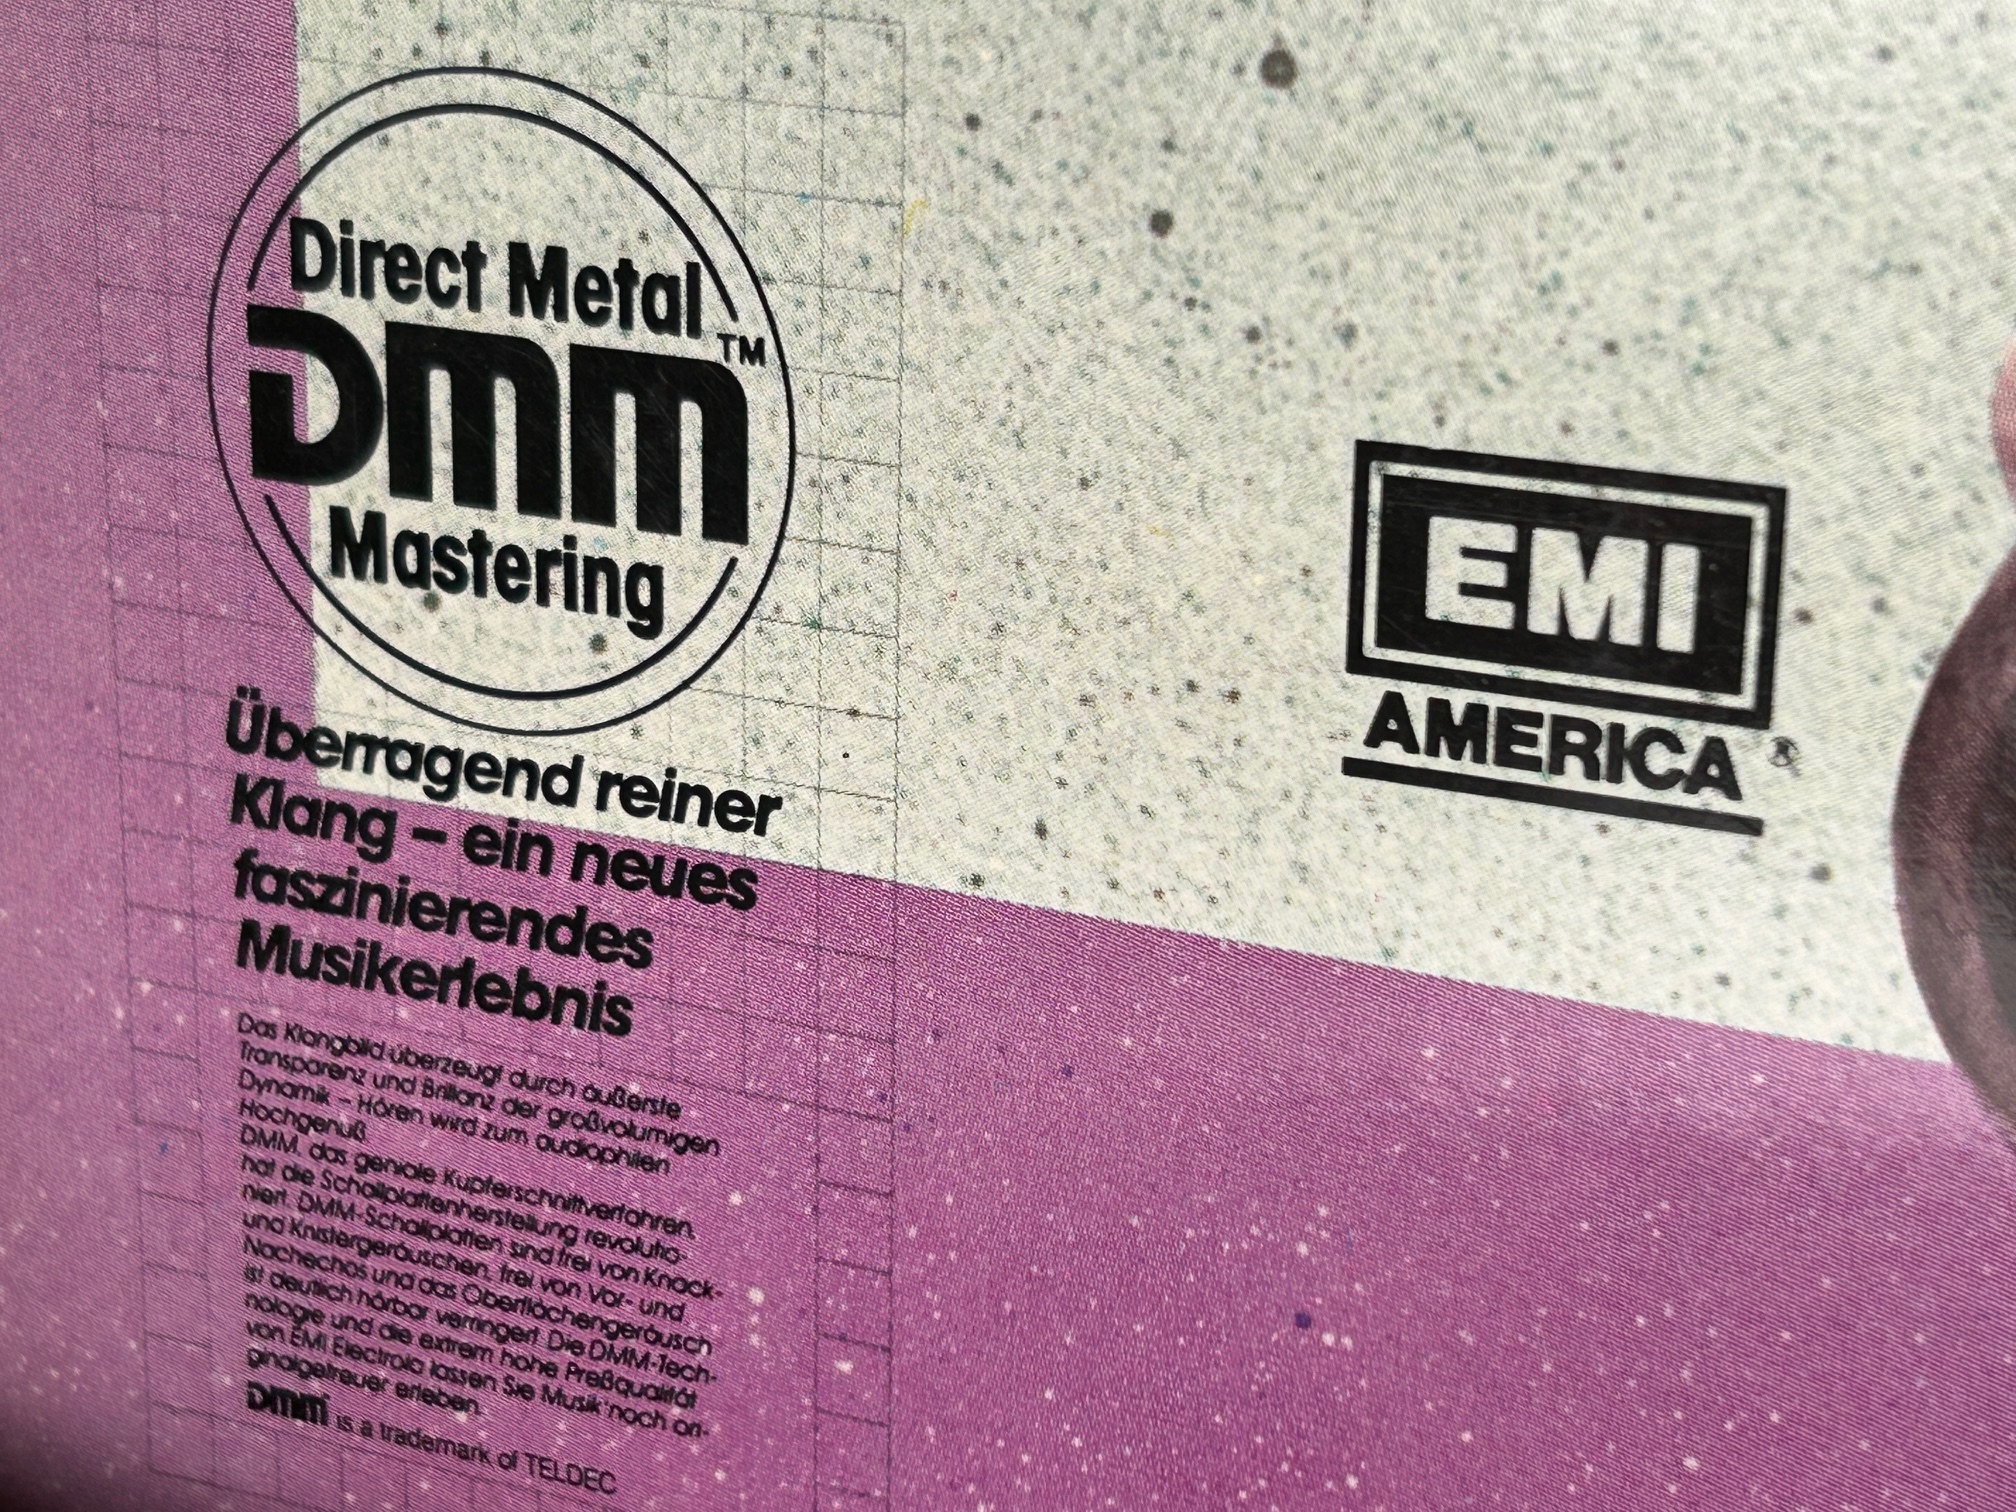 Direct Metal
DMM™
Mastering
Überragend reiner
Klang – ein neues
faszinierendes
Musikerlebnis
Das Klangbild überzeugt durch äußerste
Transparenz und Brillanz der großvolumigen
Dynamik – Hören wird zum audiophilen
Hochgenuß.
DMM, das geniale Kupferschnittverfahren,
hat die Schallplattenherstellung revolutio-
niert. DMM-Schallplatten sind frei von Knack-
und Knistergeräuschen, frei von Vor- und
Nachechos und das Oberflächengeräusch
ist deutlich hörbar verringert. Die DMM-Tech-
nologie und die extrem hohe Preßqualität
von EMI Electrola lassen Sie Musik noch ori-
ginalgetreuer erleben.
DMM is a trademark of TELDEC
EMI
AMERICA ®